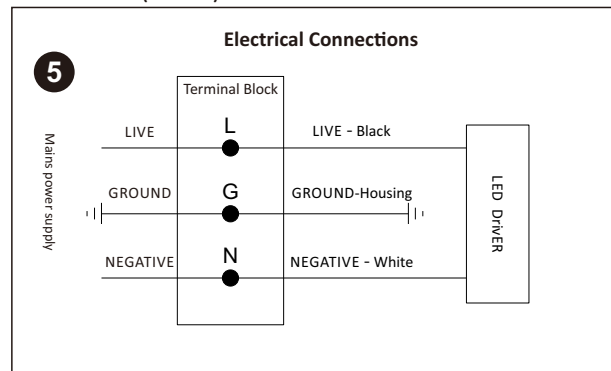 Electrical Connections
5
Terminal Block
Mains power supply
LIVE
L
LIVE - Black
GROUND
G
GROUND-Housing
NEGATIVE
N
NEGATIVE - White
LED DrivER